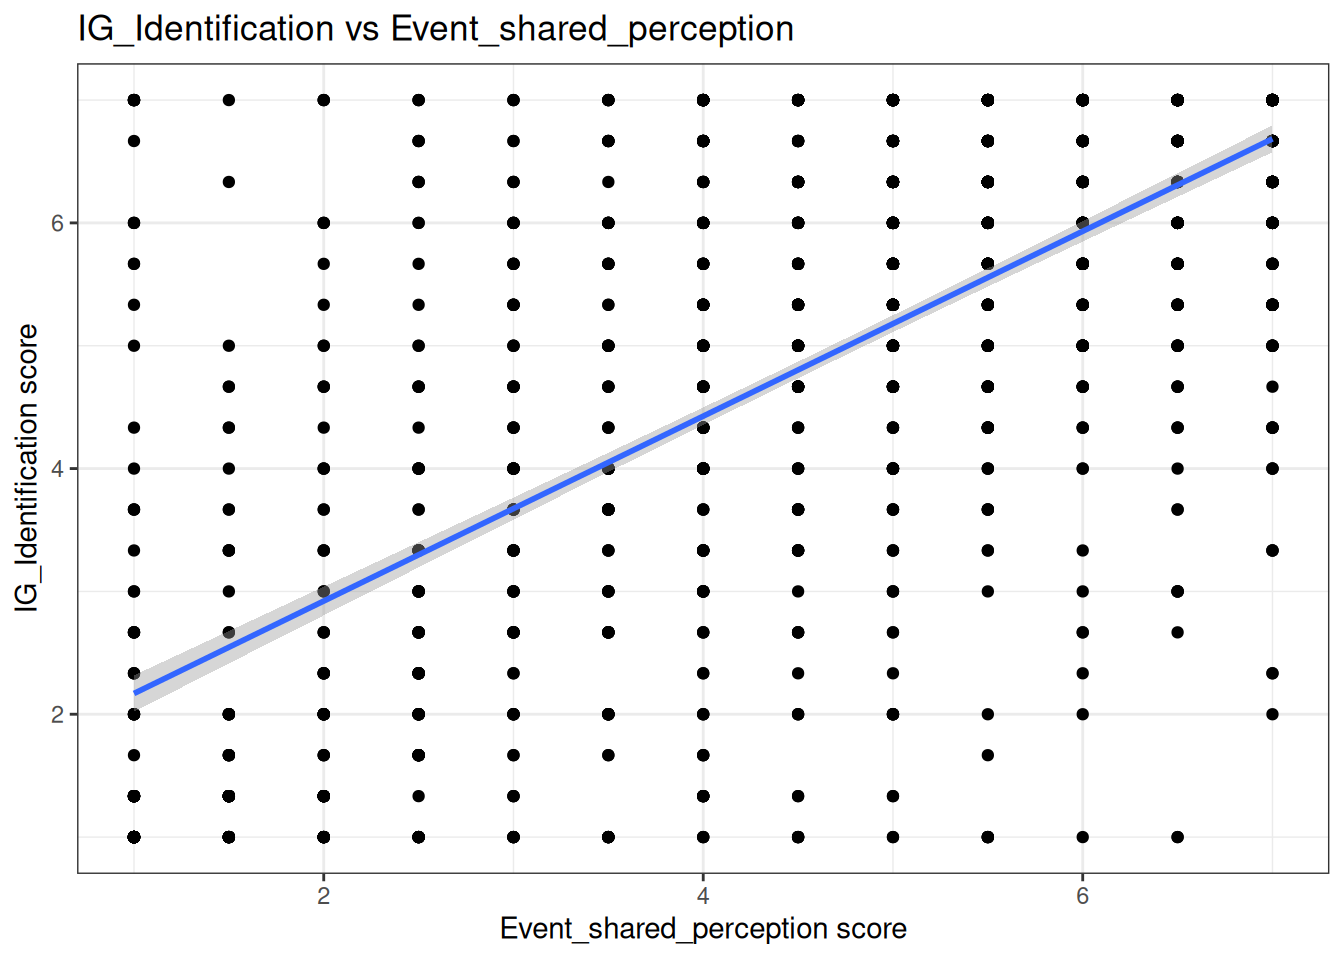 IG_Identification vs Event_shared_perception
IG_Identification score
6
4
2
2
4
6
Event_shared_perception score